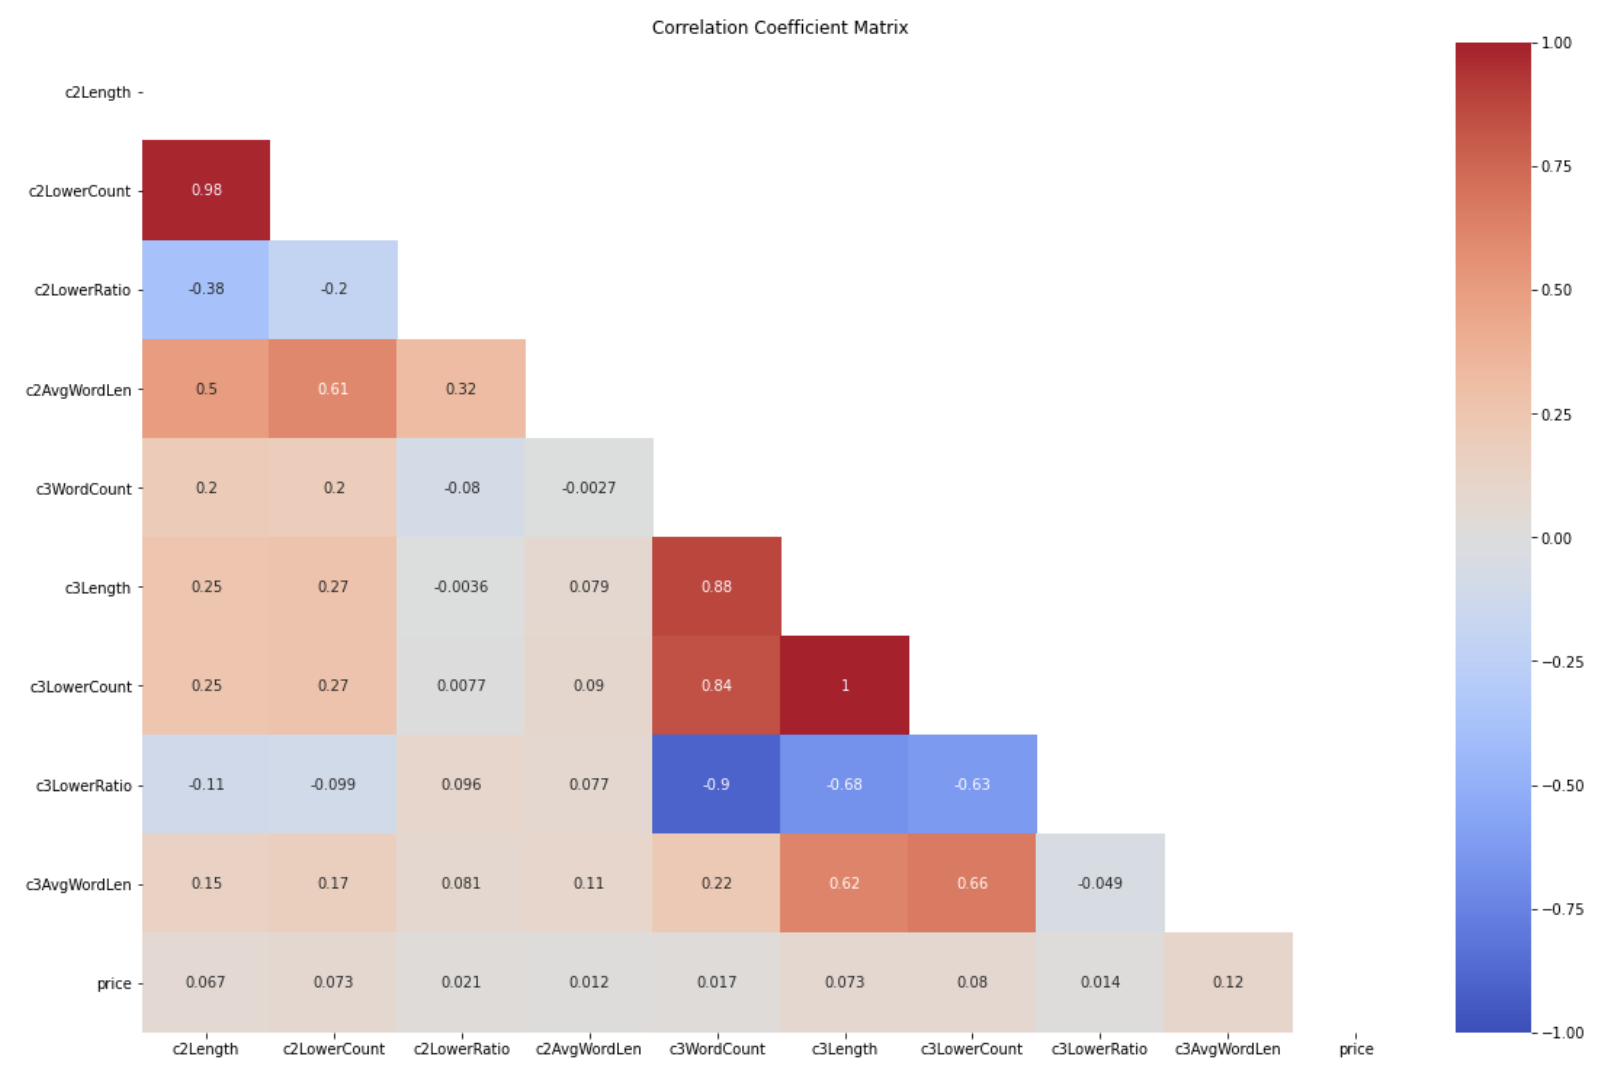 Correlation Coefficient Matrix
1.00
c2Length
c2LowerCount 0.98
0.75
c2LowerRatio -0.38 -0.2
0.50
c2AvgWordLen 0.5 0.61 0.32
0.25
c3WordCount 0.2 0.2 -0.08 -0.0027
0.00
c3Length 0.25 0.27 -0.0036 0.079 0.88
−0.25
c3LowerCount 0.25 0.27 0.0077 0.09 0.84 1
c3LowerRatio -0.11 -0.099 0.096 0.077 -0.9 -0.68 -0.63
−0.50
c3AvgWordLen 0.15 0.17 0.081 0.11 0.22 0.62 0.66 -0.049
−0.75
price 0.067 0.073 0.021 0.012 0.017 0.073 0.08 0.014 0.12
−1.00
c2Length c2LowerCount c2LowerRatio c2AvgWordLen c3WordCount c3Length c3LowerCount c3LowerRatio c3AvgWordLen price